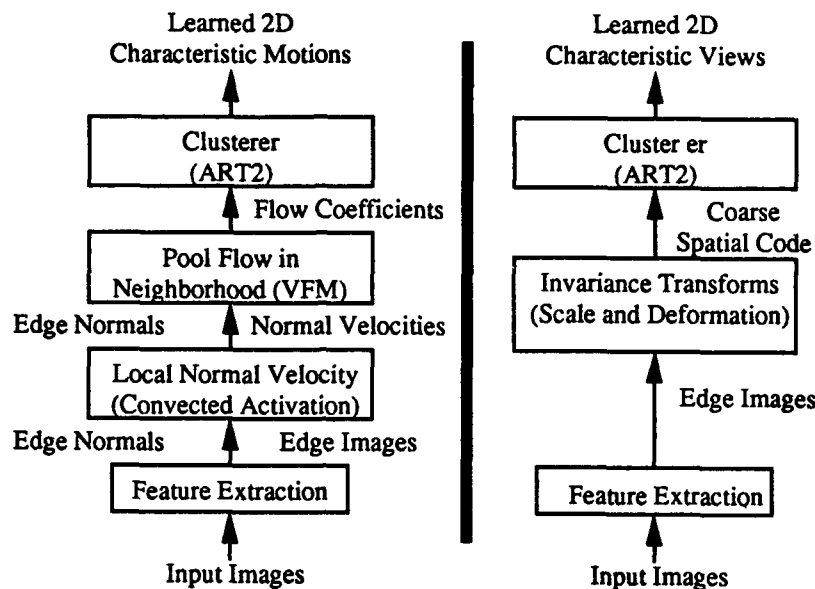 Learned 2D
Characteristic Motions
Clusterer
(ART2)
Flow Coefficients
Pool Flow in
Neighborhood (VFM)
Edge Normals
Normal Velocities
Local Normal Velocity
(Convected Activation)
Edge Normals
Edge Images
Feature Extraction
Input Images
Learned 2D
Characteristic Views
Cluster er
(ART2)
Coarse
Spatial Code
Invariance Transforms
(Scale and Deformation)
Edge Images
Feature Extraction
Input Images